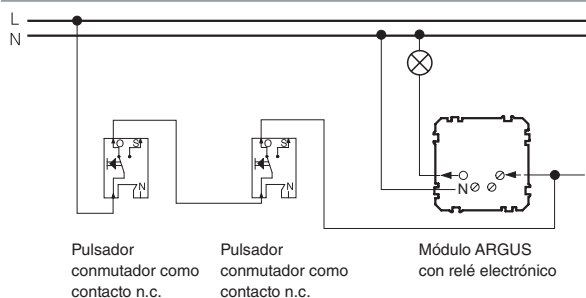 L
N
O S
N
O S
N
O
N
Pulsador
conmutador como
contacto n.c.
Pulsador
conmutador como
contacto n.c.
Módulo ARGUS
con relé electrónico